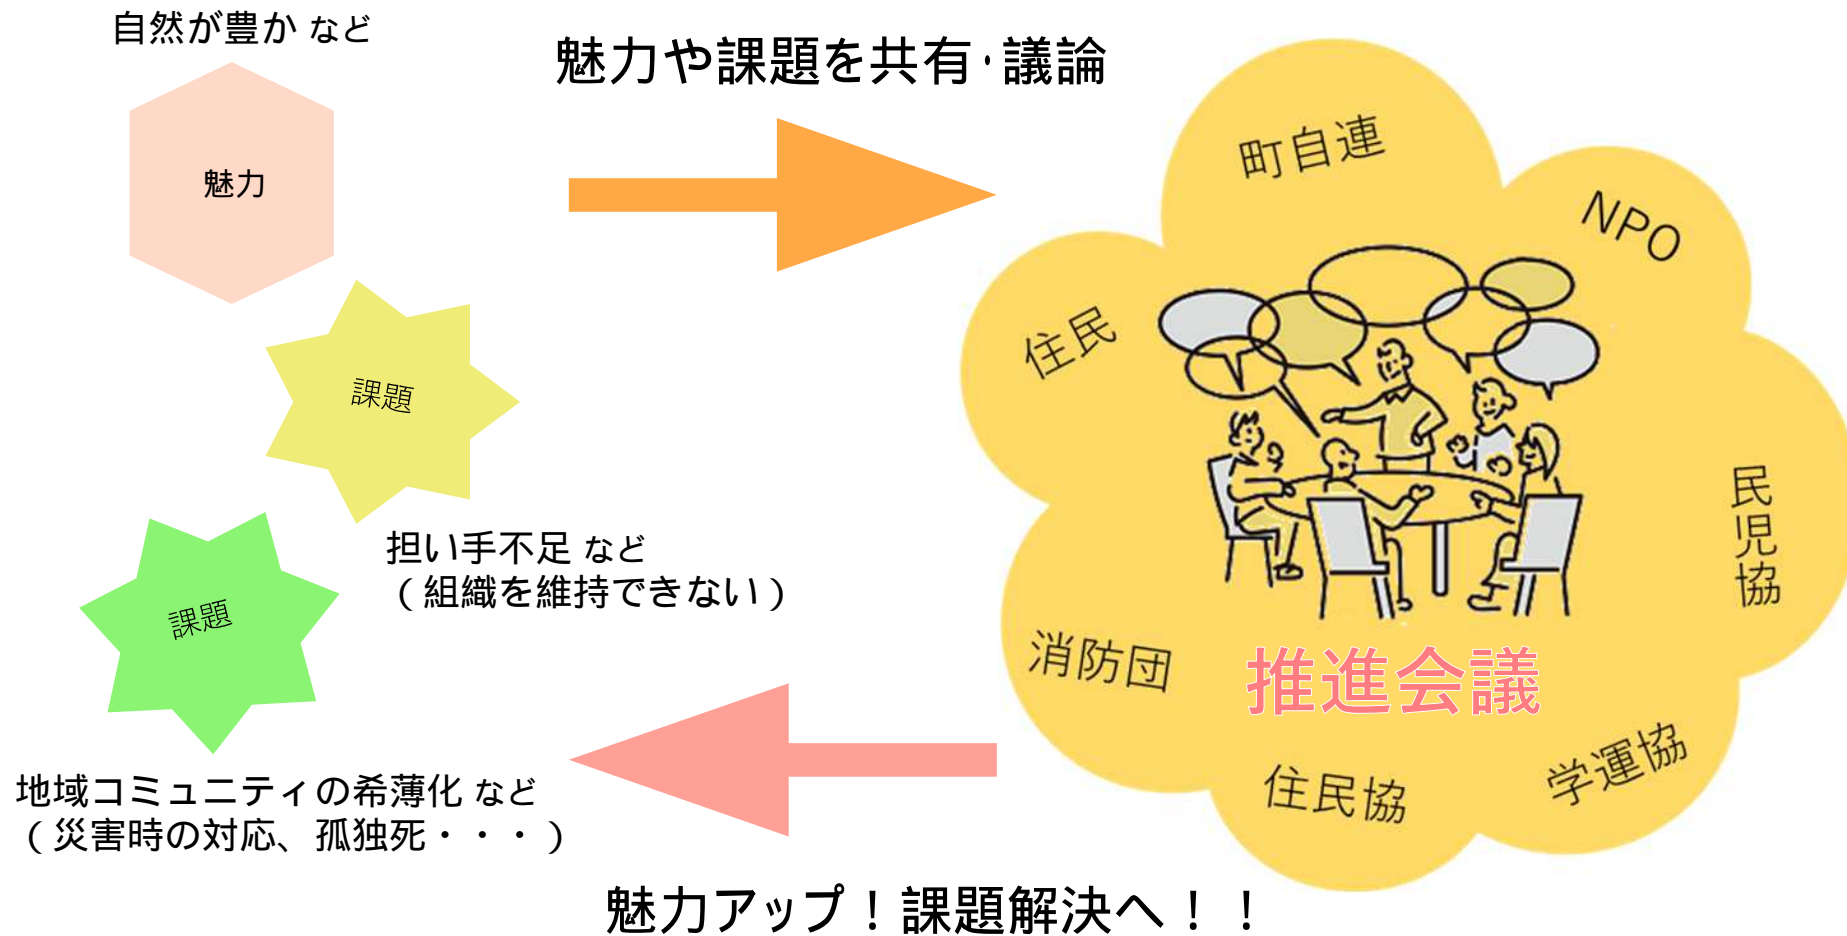 自然が豊か など
魅力
課題
担い手不足 など
（組織を維持できない）
課題
地域コミュニティの希薄化 など
（災害時の対応、孤独死・・・）
魅力や課題を共有・議論
町自連
NPO
住民
民児協
消防団
推進会議
学運協
住民協
魅力アップ！課題解決へ！！